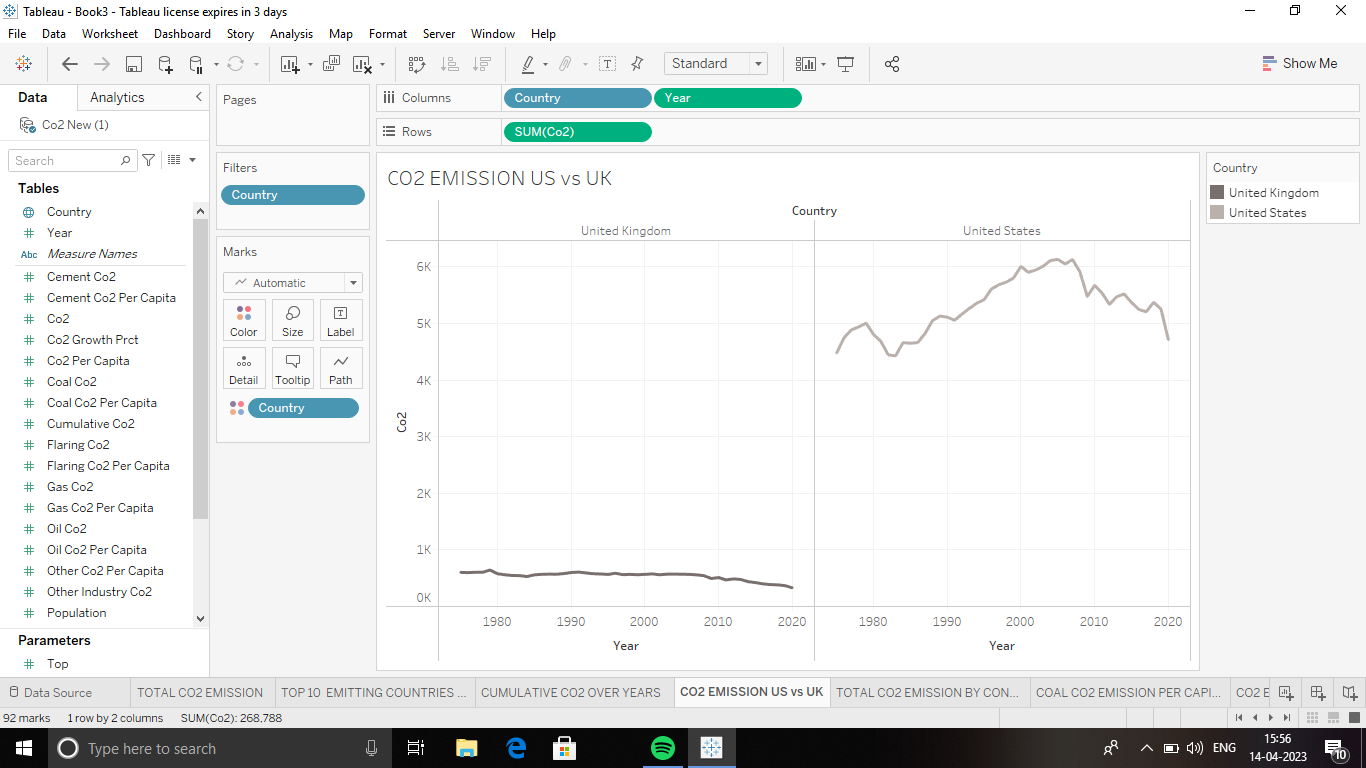 Tableau - Book3 - Tableau license expires in 3 days
File Data Worksheet Dashboard Story Analysis Map Format Server Window Help
Standard
Show Me
Data Analytics
Co2 New (1)
Search
Tables
Country
Year
Abc Measure Names
Cement Co2
Cement Co2 Per Capita
Co2
Co2 Growth Prct
Co2 Per Capita
Coal Co2
Coal Co2 Per Capita
Cumulative Co2
Flaring Co2
Flaring Co2 Per Capita
Gas Co2
Gas Co2 Per Capita
Oil Co2
Oil Co2 Per Capita
Other Co2 Per Capita
Other Industry Co2
Population
Parameters
Top
Pages
Filters
Country
Marks
Automatic
Color Size Label
Detail Tooltip Path
Country
Columns Country Year
Rows SUM(Co2)
CO2 EMISSION US vs UK
Country
United Kingdom United States
6K
5K
4K
3K
2K
1K
0K
Co2
1980 1990 2000 2010 2020 1980 1990 2000 2010 2020
Year Year
Country
United Kingdom
United States
Data Source TOTAL CO2 EMISSION TOP 10 EMITTING COUNTRIES ... CUMULATIVE CO2 OVER YEARS CO2 EMISSION US vs UK TOTAL CO2 EMISSION BY CON... COAL CO2 EMISSION PER CAPI... CO2 E
92 marks 1 row by 2 columns SUM(Co2): 268,788
Type here to search
ENG
15:56
14-04-2023
10